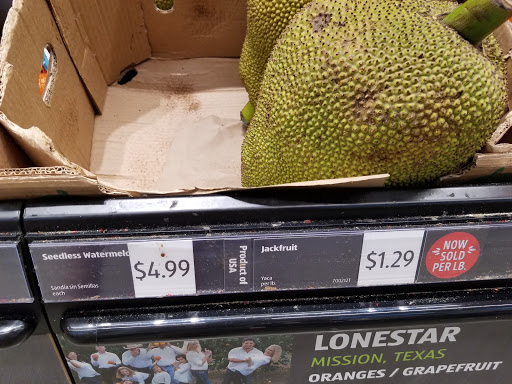 Seedless Watermelo
Sandia sin Semillas
each
$4.99
Product of
USA
Jackfruit
Yaca
per lb.
$1.29
NOW
SOLD
PER LB.
LONESTAR
MISSION, TEXAS
ORANGES / GRAPEFRUIT